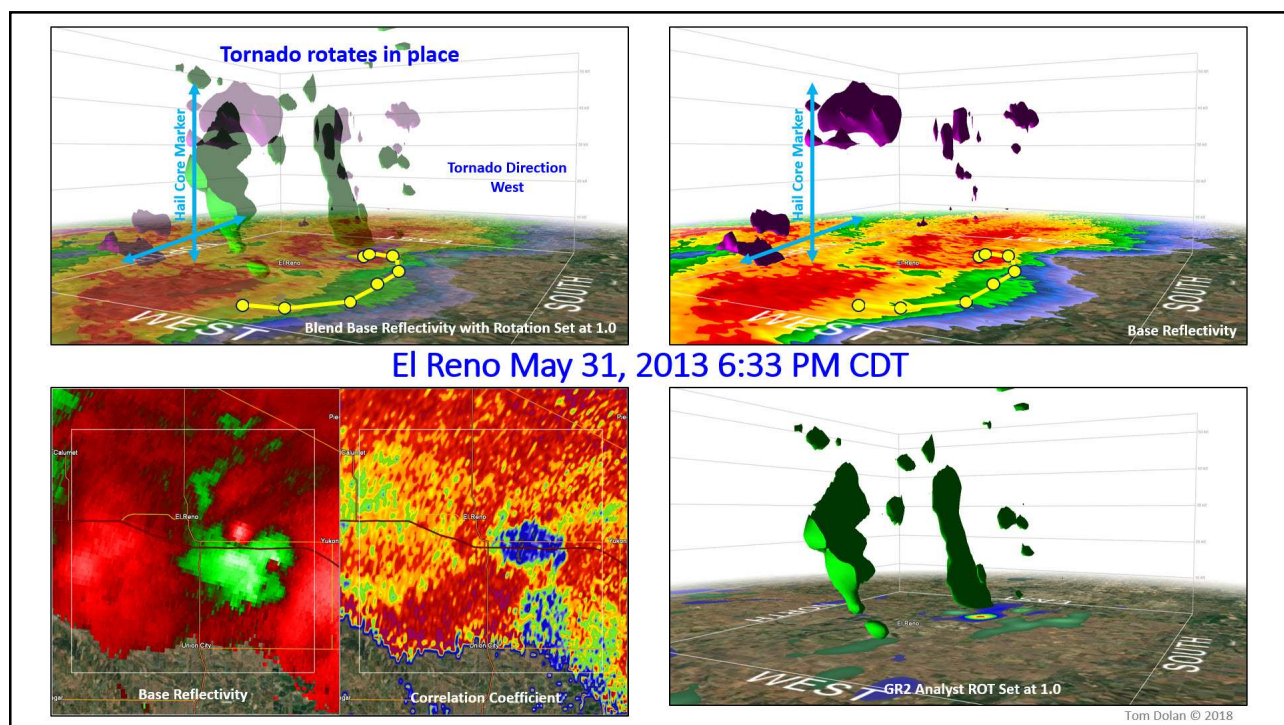 Tornado rotates in place
Hail Core Marker
Tornado Direction
West
El Reno
WEST
SOUTH
Blend Base Reflectivity with Rotation Set at 1.0
Hail Core Marker
El Reno
WEST
SOUTH
Base Reflectivity
El Reno May 31, 2013 6:33 PM CDT
Calumet
El Reno
Yukon
Union City
Base Reflectivity
Calumet
El Reno
Yukon
Union City
Correlation Coefficient
El Reno
WEST
SOUTH
GR2 Analyst ROT Set at 1.0
Tom Dolan © 2018